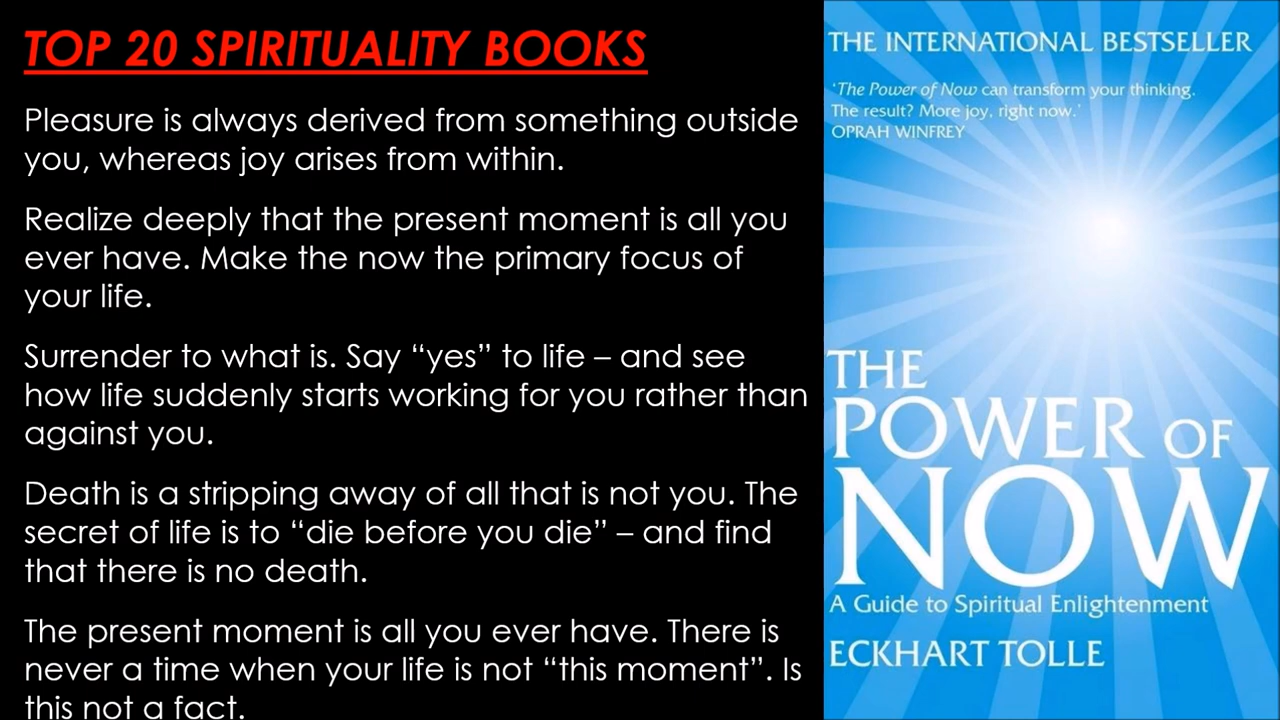 TOP 20 SPIRITUALITY BOOKS
Pleasure is always derived from something outside
you, whereas joy arises from within.
Realize deeply that the present moment is all you
ever have. Make the now the primary focus of
your life.
Surrender to what is. Say “yes” to life – and see
how life suddenly starts working for you rather than
against you.
Death is a stripping away of all that is not you. The
secret of life is to “die before you die” – and find
that there is no death.
The present moment is all you ever have. There is
never a time when your life is not “this moment”. Is
this not a fact.
THE INTERNATIONAL BESTSELLER
‘The Power of Now can transform your thinking.
The result? More joy, right now.’
OPRAH WINFREY
THE
POWER OF
NOW
A Guide to Spiritual Enlightenment
ECKHART TOLLE